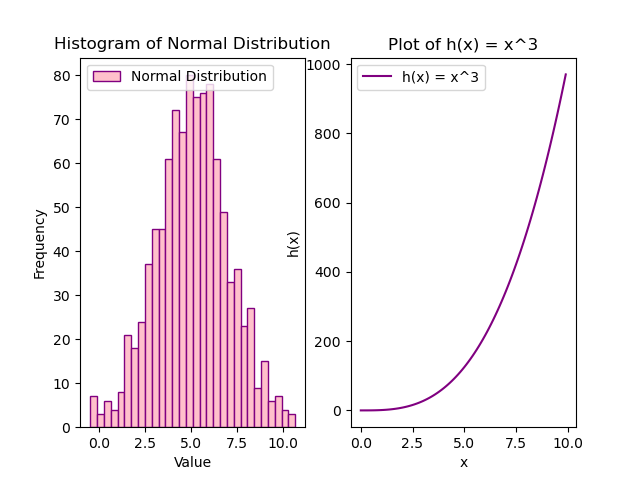 Histogram of Normal Distribution
Normal Distribution
Frequency
80
70
60
50
40
30
20
10
0
0.0 2.5 5.0 7.5 10.0
Value
Plot of h(x) = x^3
h(x) = x^3
h(x)
1000
800
600
400
200
0
0.0 2.5 5.0 7.5 10.0
x